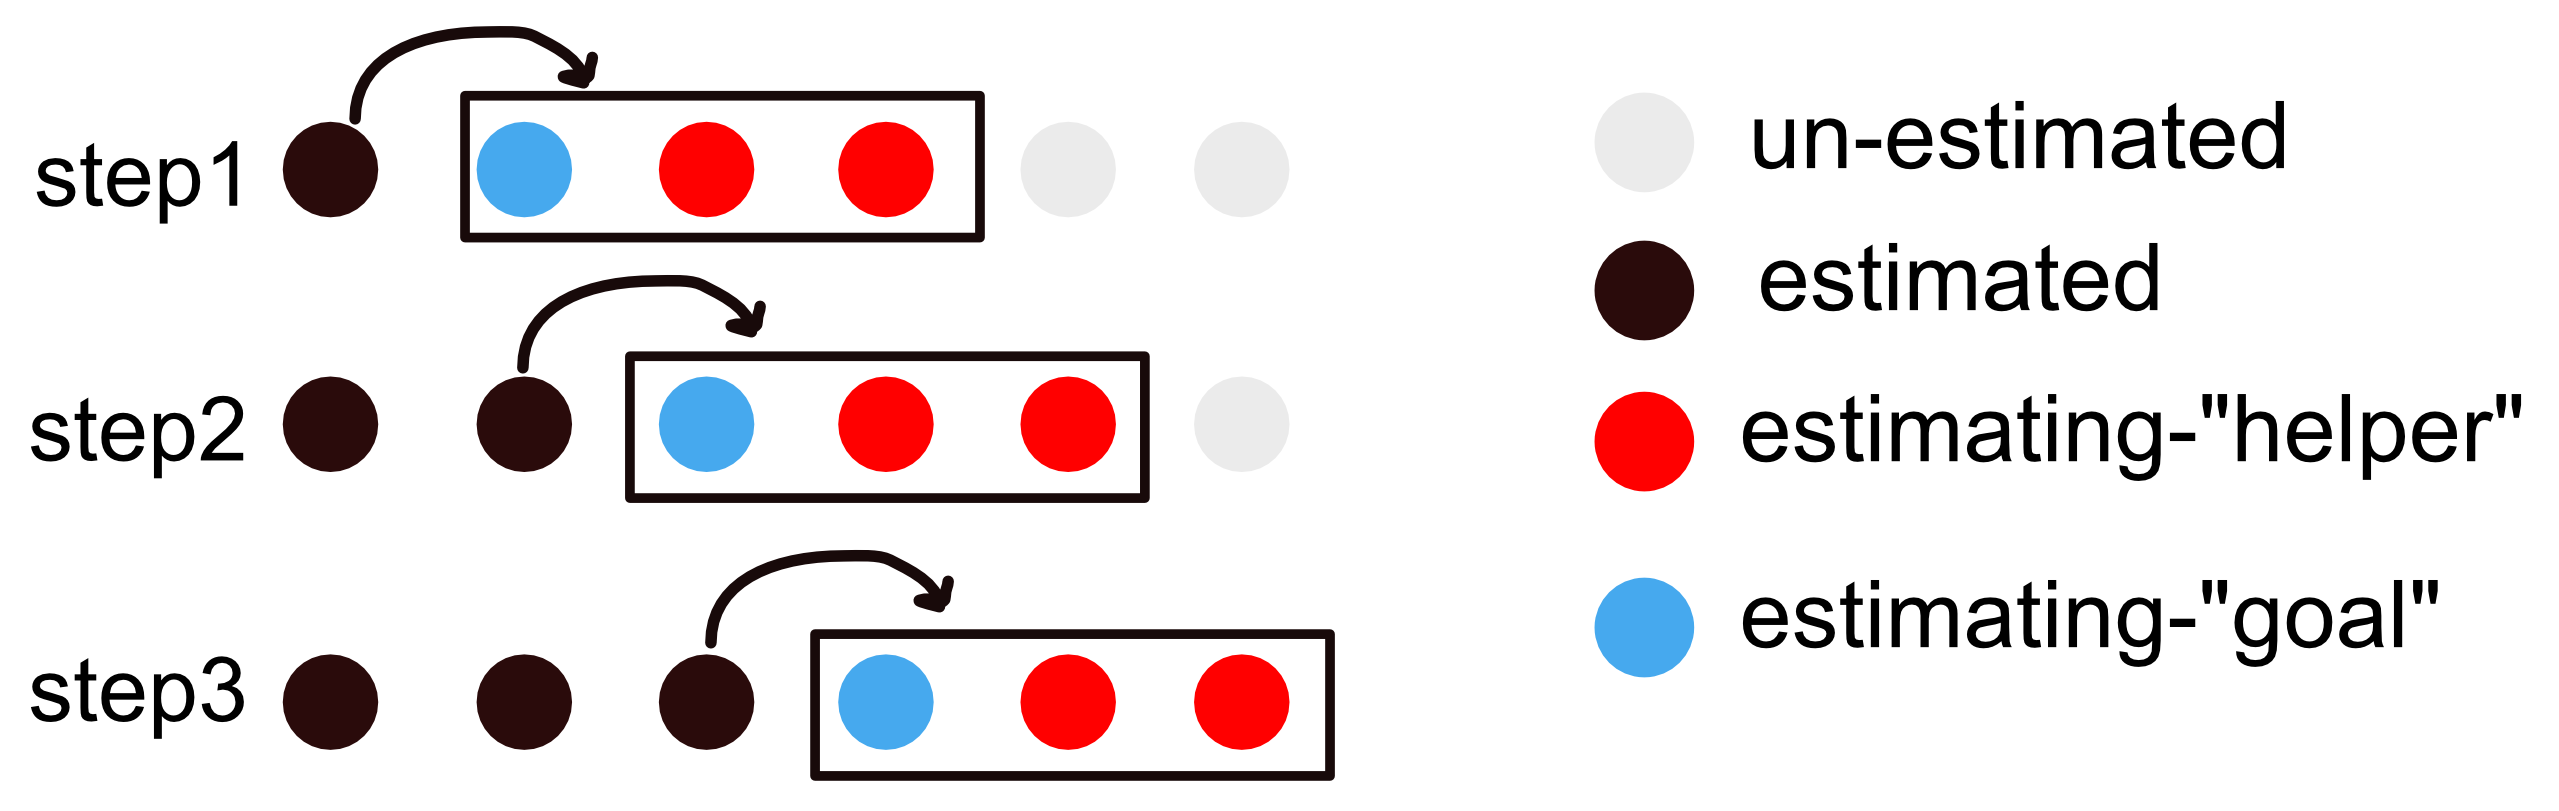 step1
un-estimated
estimated
step2
estimating-"helper"
estimating-"goal"
step3